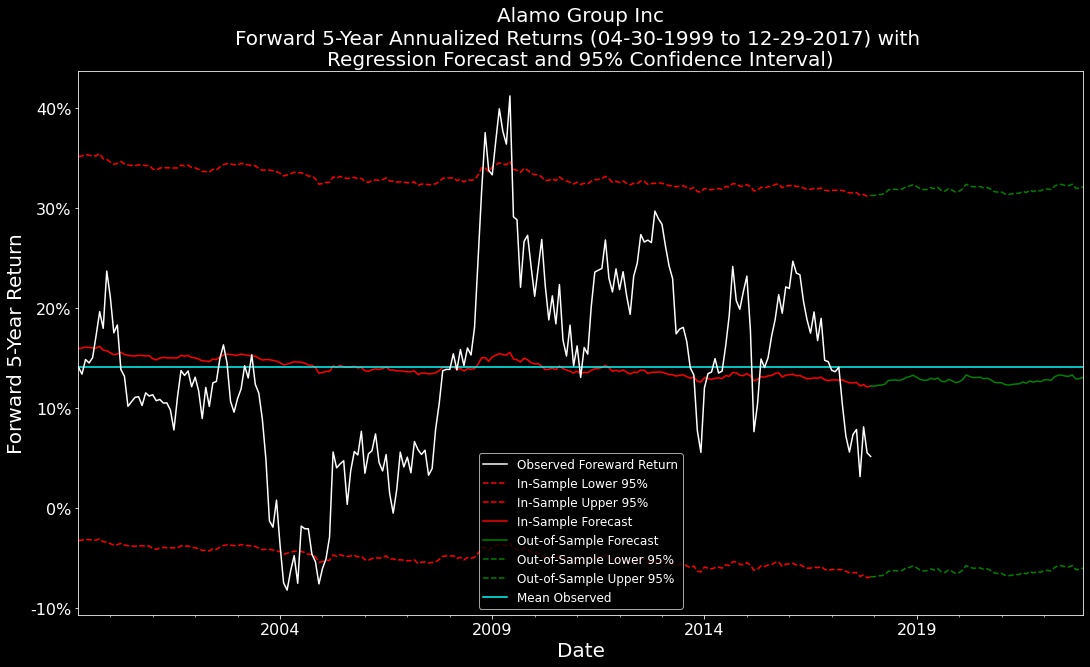 Alamo Group Inc
Forward 5-Year Annualized Returns (04-30-1999 to 12-29-2017) with
Regression Forecast and 95% Confidence Interval)
Forward 5-Year Return
40%
30%
20%
10%
0%
-10%
Observed Foreward Return
In-Sample Lower 95%
In-Sample Upper 95%
In-Sample Forecast
Out-of-Sample Forecast
Out-of-Sample Lower 95%
Out-of-Sample Upper 95%
Mean Observed
2004
2009
2014
2019
Date